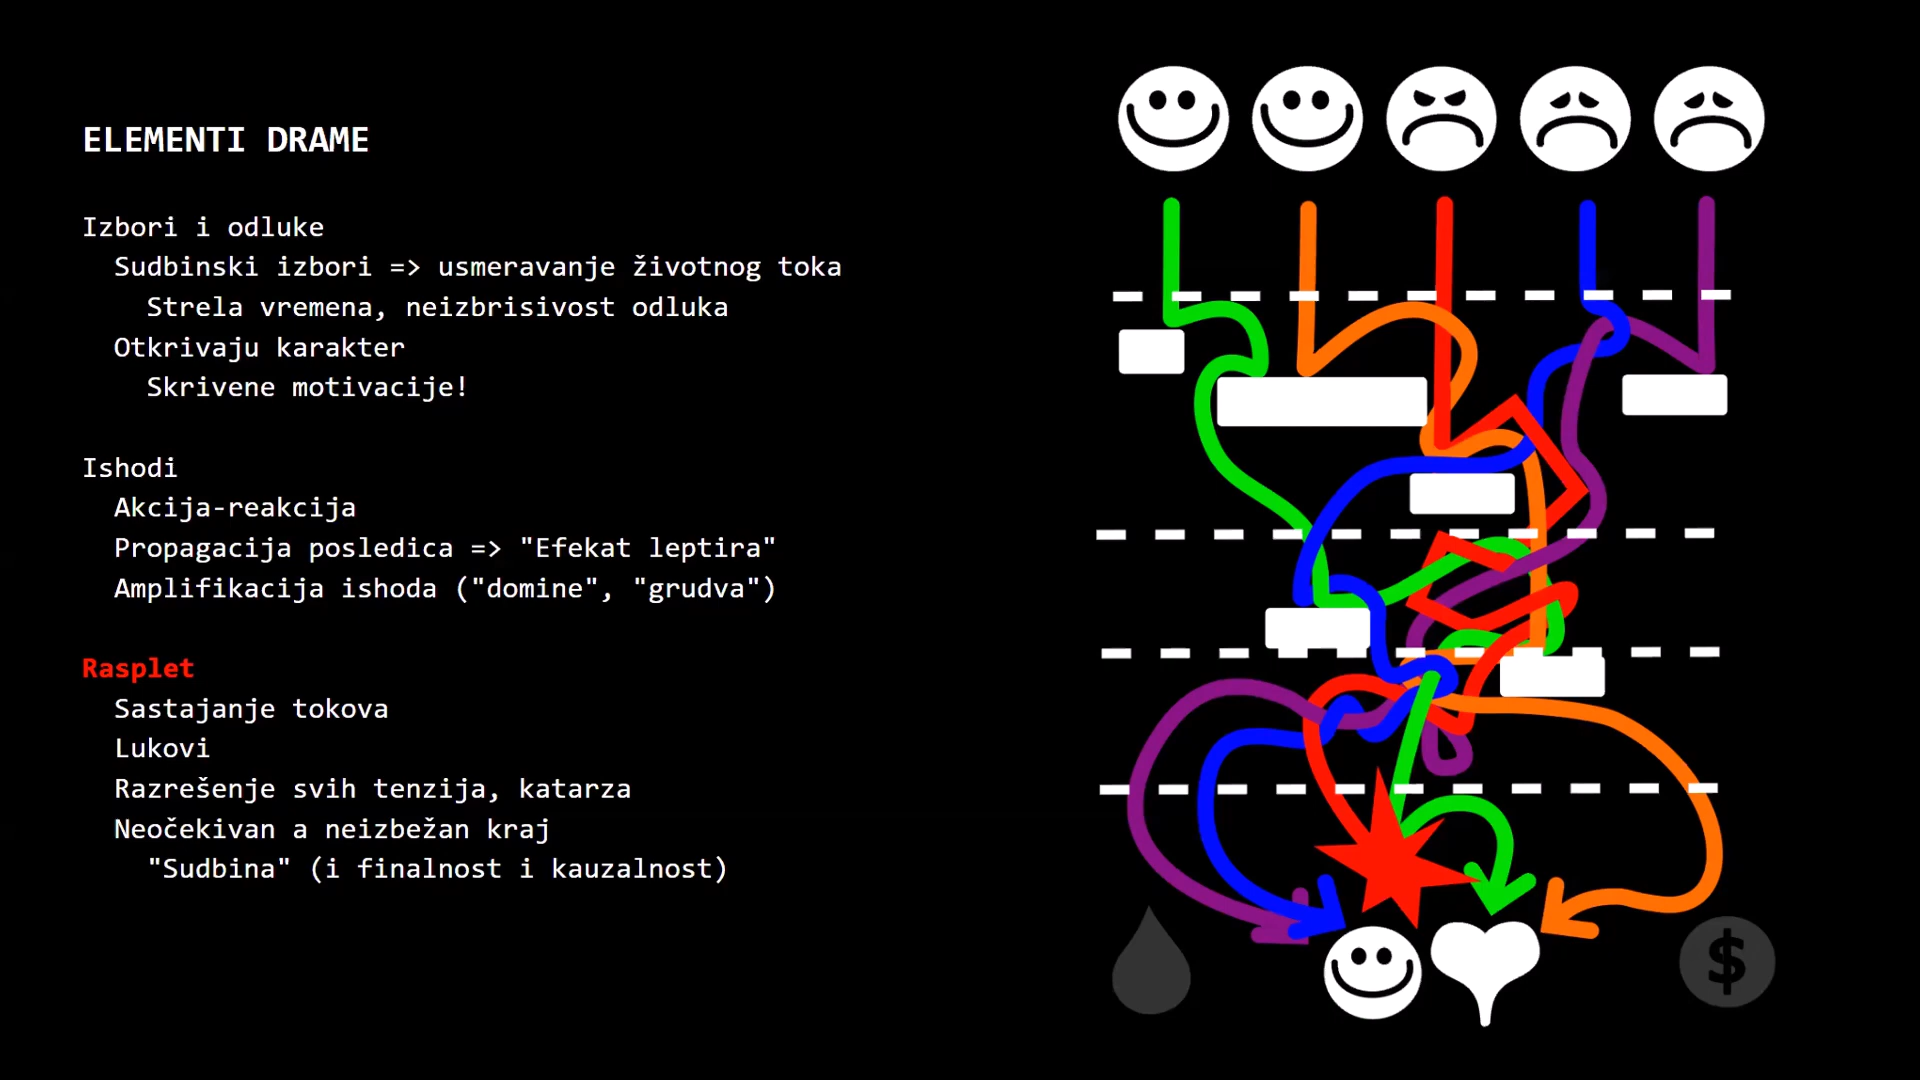 ELEMENTI DRAME
Izbori i odluke
Sudbinski izbori => usmeravanje životnog toka
Strela vremena, neizbrisivost odluka
Otkrivaju karakter
Skrivene motivacije!
Ishodi
Akcija-reakcija
Propagacija posledica => "Efekat leptira"
Amplifikacija ishoda ("domine", "grudva")
Rasplet
Sastajanje tokova
Lukovi
Razrešenje svih tenzija, katarza
Neočekivan a neizbežan kraj
"Sudbina" (i finalnost i kauzalnost)
$